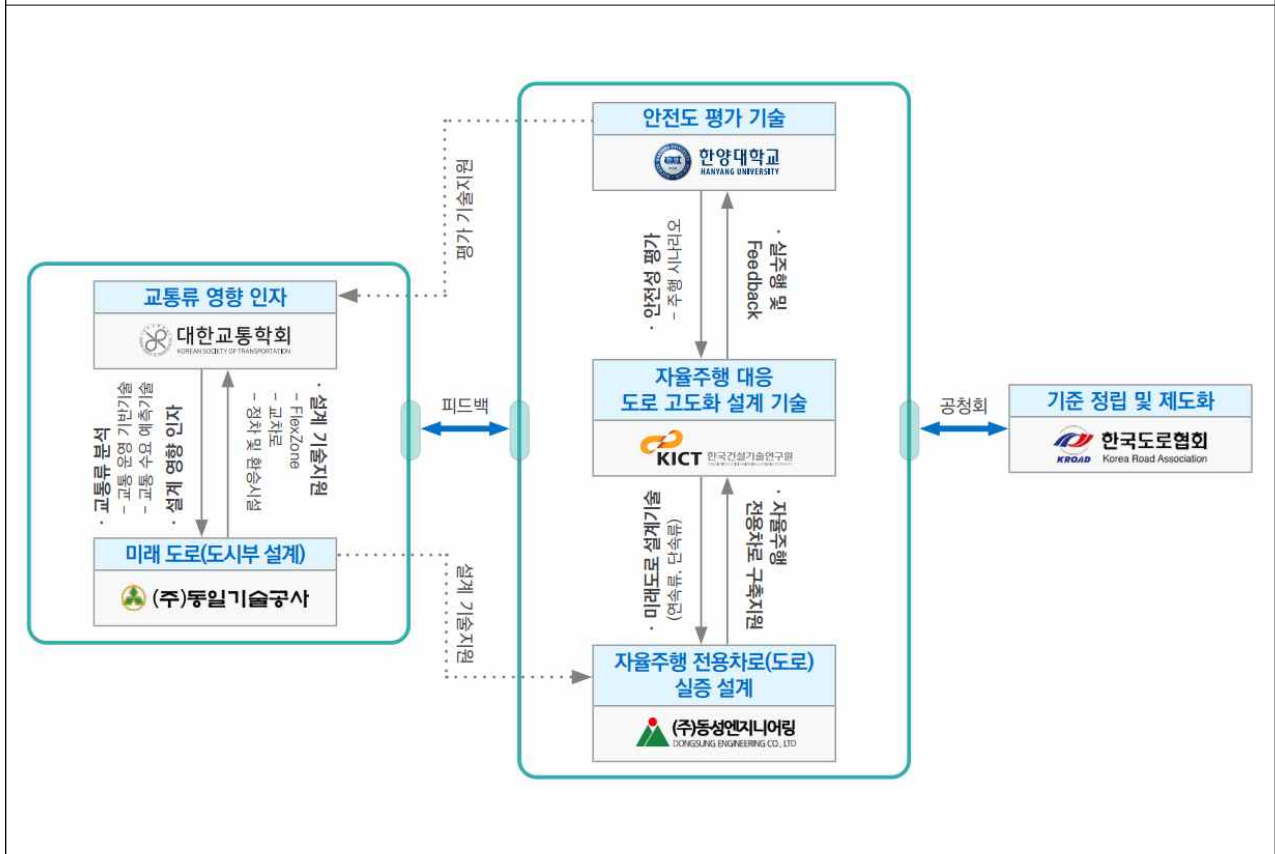 안전도 평가 기술
한양대학교
HANYANG UNIVERSITY
평가 기술지원
· 안전성 평가
– 주행 시나리오
· 실주행 및
Feedback
교통류 영향 인자
대한교통학회
KOREAN SOCIETY OF TRANSPORTATION
· 교통류 분석
– 교통 운영 기반기술
– 교통 수요 예측기술
· 설계 영향 인자
· 설계 기술지원
– FlexZone
– 교차로
– 정차 및 환승시설
미래 도로(도시부 설계)
(주)동일기술공사
피드백
자율주행 대응
도로 고도화 설계 기술
KICT 한국건설기술연구원
공청회
기준 정립 및 제도화
KROAD
한국도로협회
Korea Road Association
설계 기술지원
· 미래도로 설계기술
(연속류, 단속류)
· 자율주행
전용차로 구축지원
자율주행 전용차로(도로)
실증 설계
(주)동성엔지니어링
DONGSUNG ENGINEERING CO., LTD